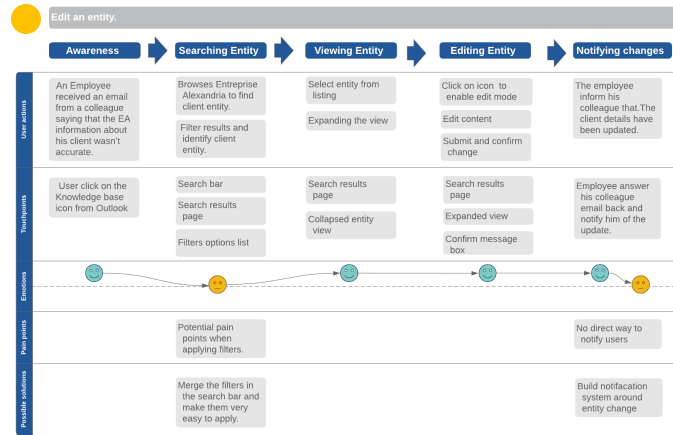 Edit an entity.
Awareness
Searching Entity
Viewing Entity
Editing Entity
Notifying changes
User actions
An Employee
received an email
from a colleague
saying that the EA
information about
his client wasn't
accurate.
Browses Entreprise
Alexandria to find
client entity.
Filter results and
identify client
entity.
Select entity from
listing
Expanding the view
Click on icon to
enable edit mode
Edit content
Submit and confirm
change
The employee
inform his
colleague that.The
client details have
been updated.
Touchpoints
User click on the
Knowledge base
icon from Outlook
Search bar
Search results
page
Filters options list
Search results
page
Collapsed entity
view
Search results
page
Expanded view
Confirm message
box
Employee answer
his colleague
email back and
notify him of the
update.
Emotions
Pain points
Potential pain
points when
applying filters.
No direct way to
notify users
Possible solutions
Merge the filters in
the search bar and
make them very
easy to apply.
Build notifacation
system around
entity change